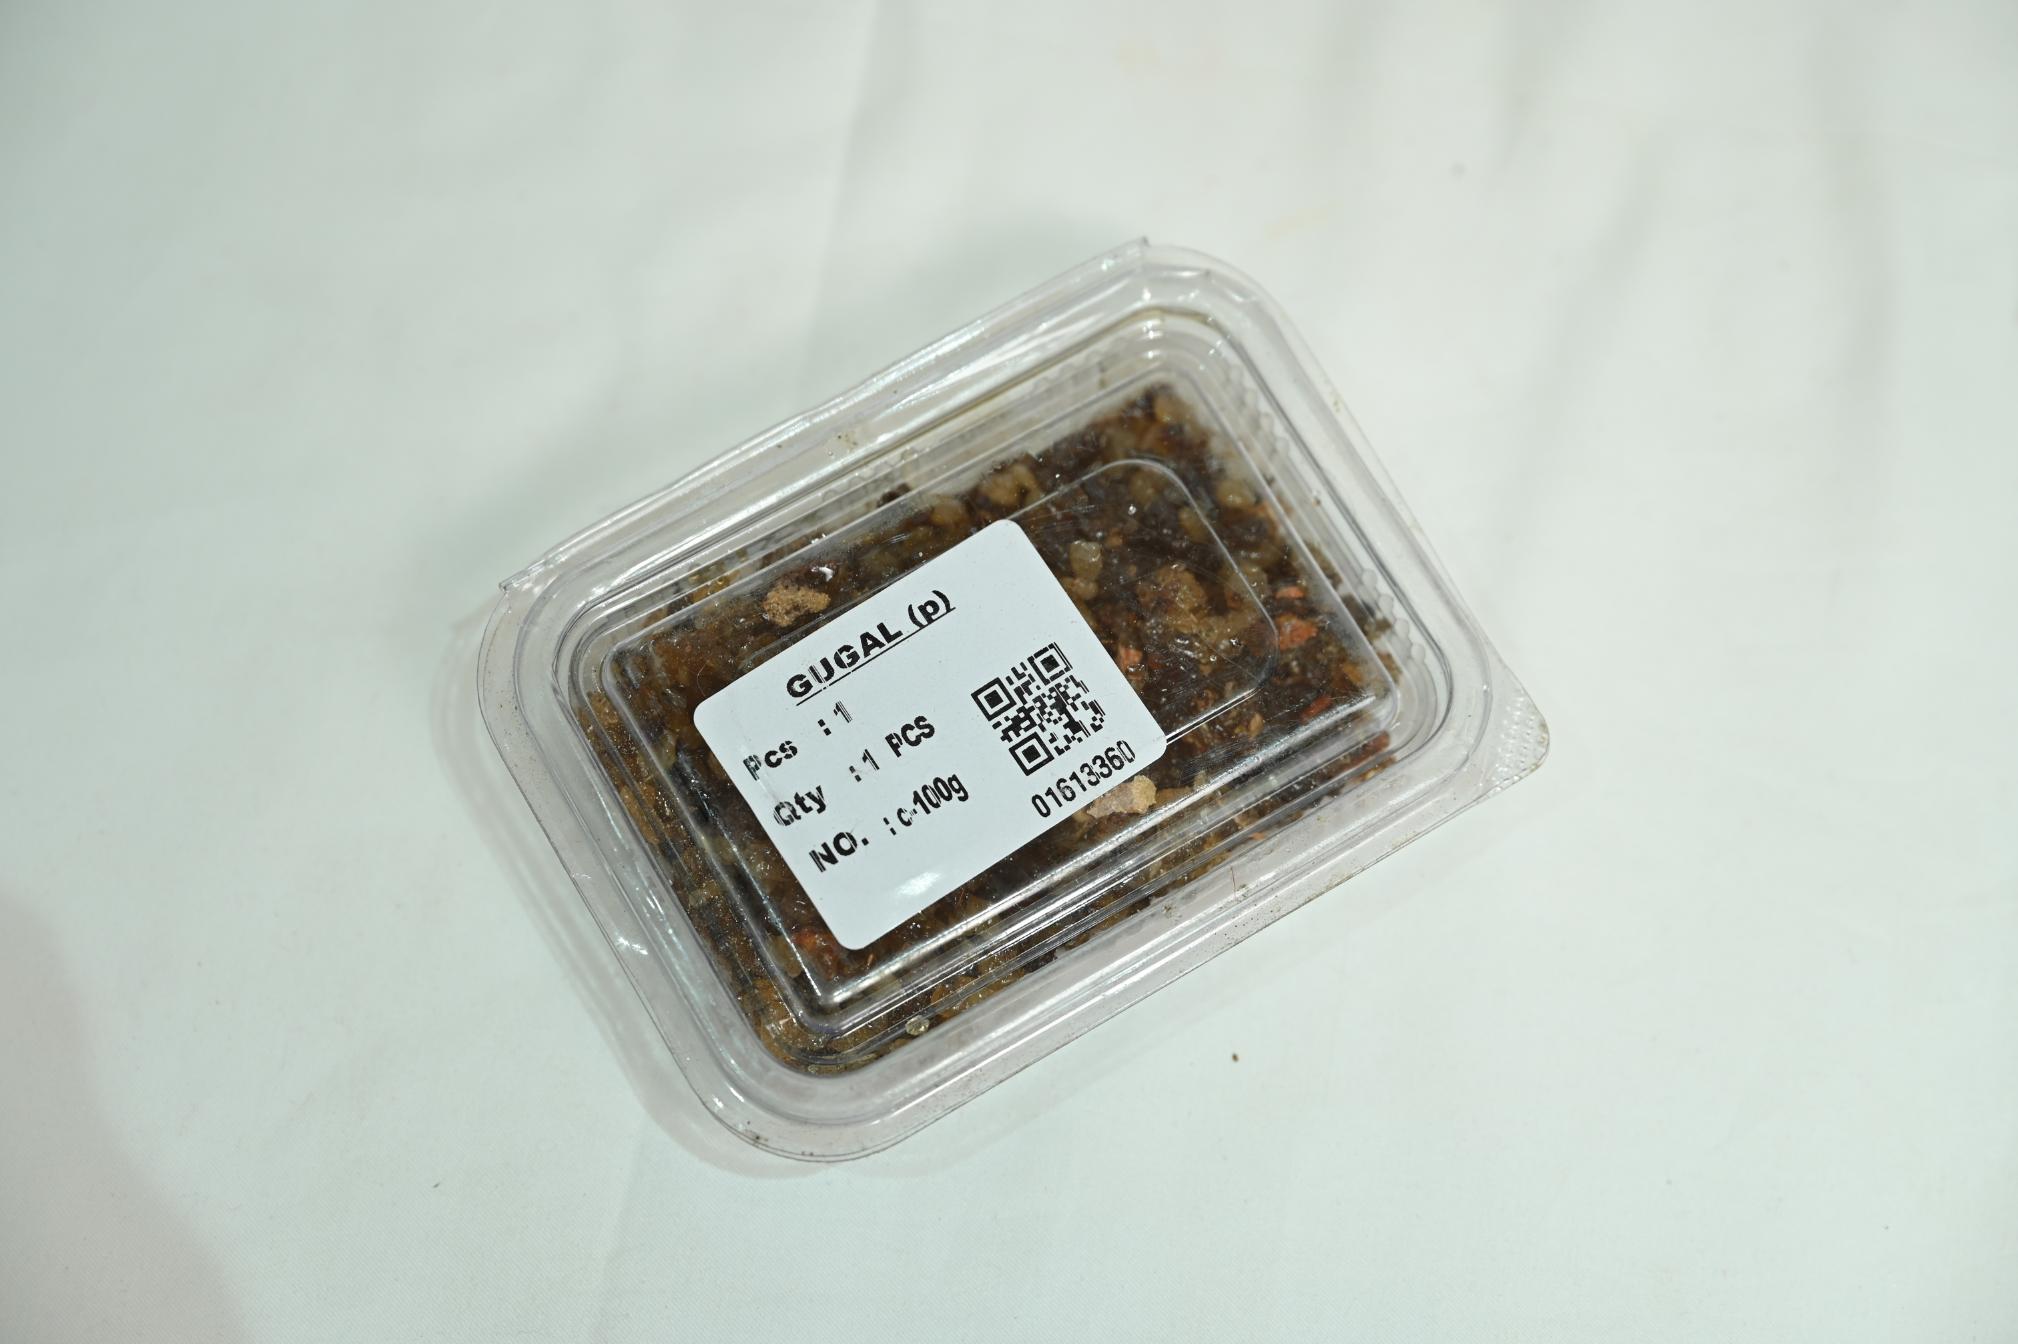 GUGAL (p)
Pcs : 1
Qty : 1 PCS
NO. : c-100g
01613360